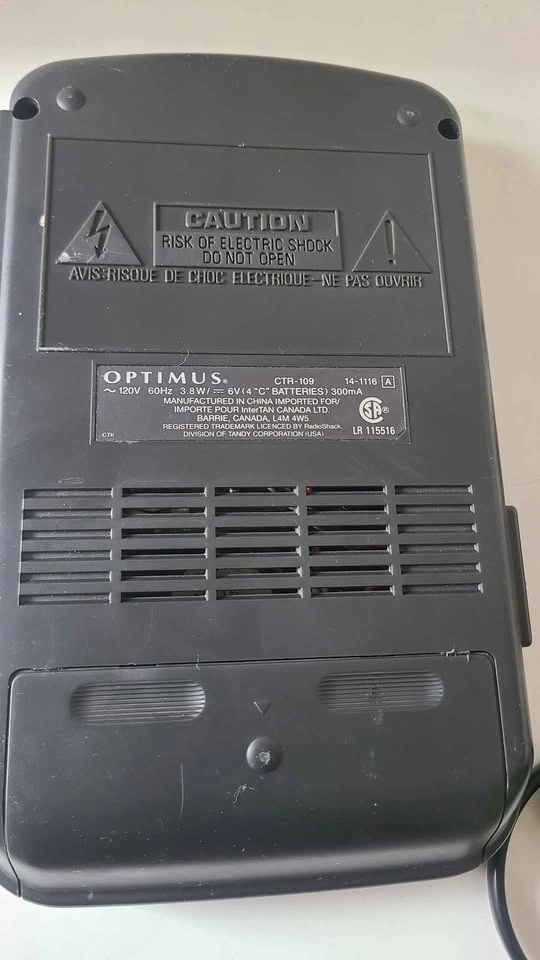 CAUTION
RISK OF ELECTRIC SHOCK
DO NOT OPEN
AVIS:RISQUE DE CHOC ELECTRIQUE–NE PAS OUVRIR
OPTIMUS® CTR-109 14-1116 A
~120V 60Hz 3.8W/⎓ 6V(4 "C" BATTERIES) 300mA
MANUFACTURED IN CHINA IMPORTED FOR/
IMPORTE POUR InterTAN CANADA LTD.
BARRIE, CANADA, L4M 4W5
REGISTERED TRADEMARK LICENCED BY RadioShack,
CTK DIVISION OF TANDY CORPORATION (USA)
SA®
LR 115516